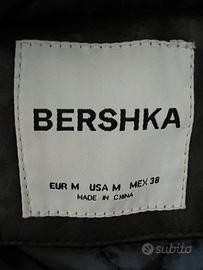 BERSHKA
EUR M USA M MEX 38
MADE IN CHINA
subito